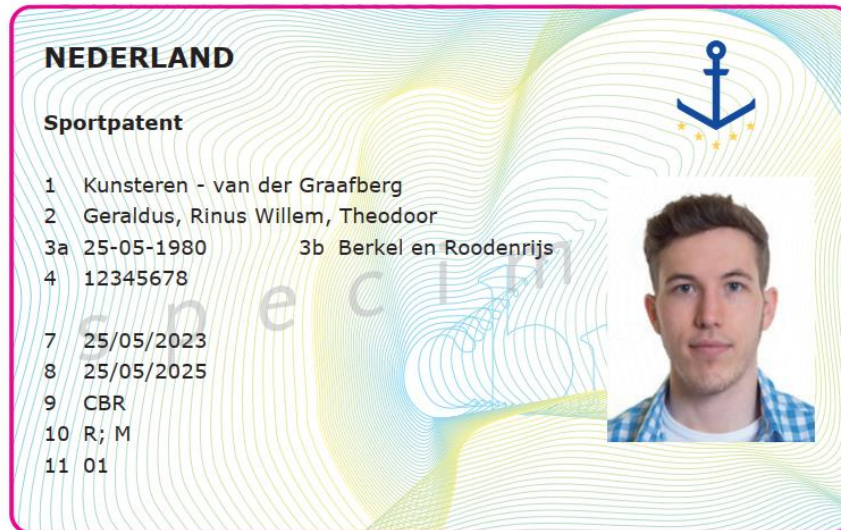 NEDERLAND
Sportpatent
1 Kunsteren - van der Graafberg
2 Geraldus, Rinus Willem, Theodoor
3a 25-05-1980 3b Berkel en Roodenrijs
4 12345678
specim
7 25/05/2023
8 25/05/2025
9 CBR
10 R; M
11 01